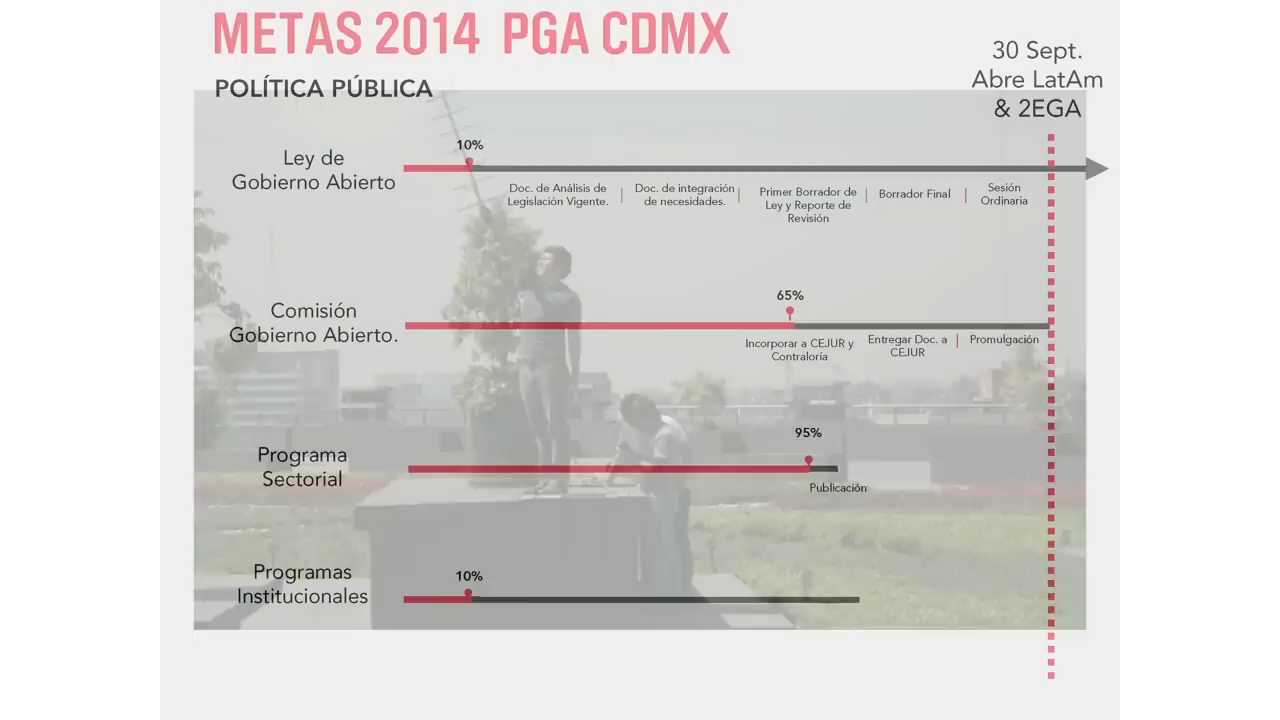 METAS 2014 PGA CDMX
POLÍTICA PÚBLICA
30 Sept.
Abre LatAm
& 2EGA
Ley de
Gobierno Abierto
10%
Doc. de Análisis de
Legislación Vigente.
Doc. de integración
de necesidades.
Primer Borrador de
Ley y Reporte de
Revisión
Borrador Final
Sesión
Ordinaria
Comisión
Gobierno Abierto.
65%
Incorporar a CEJUR y
Contraloría
Entregar Doc. a
CEJUR
Promulgación
Programa
Sectorial
95%
Publicación
Programas
Institucionales
10%